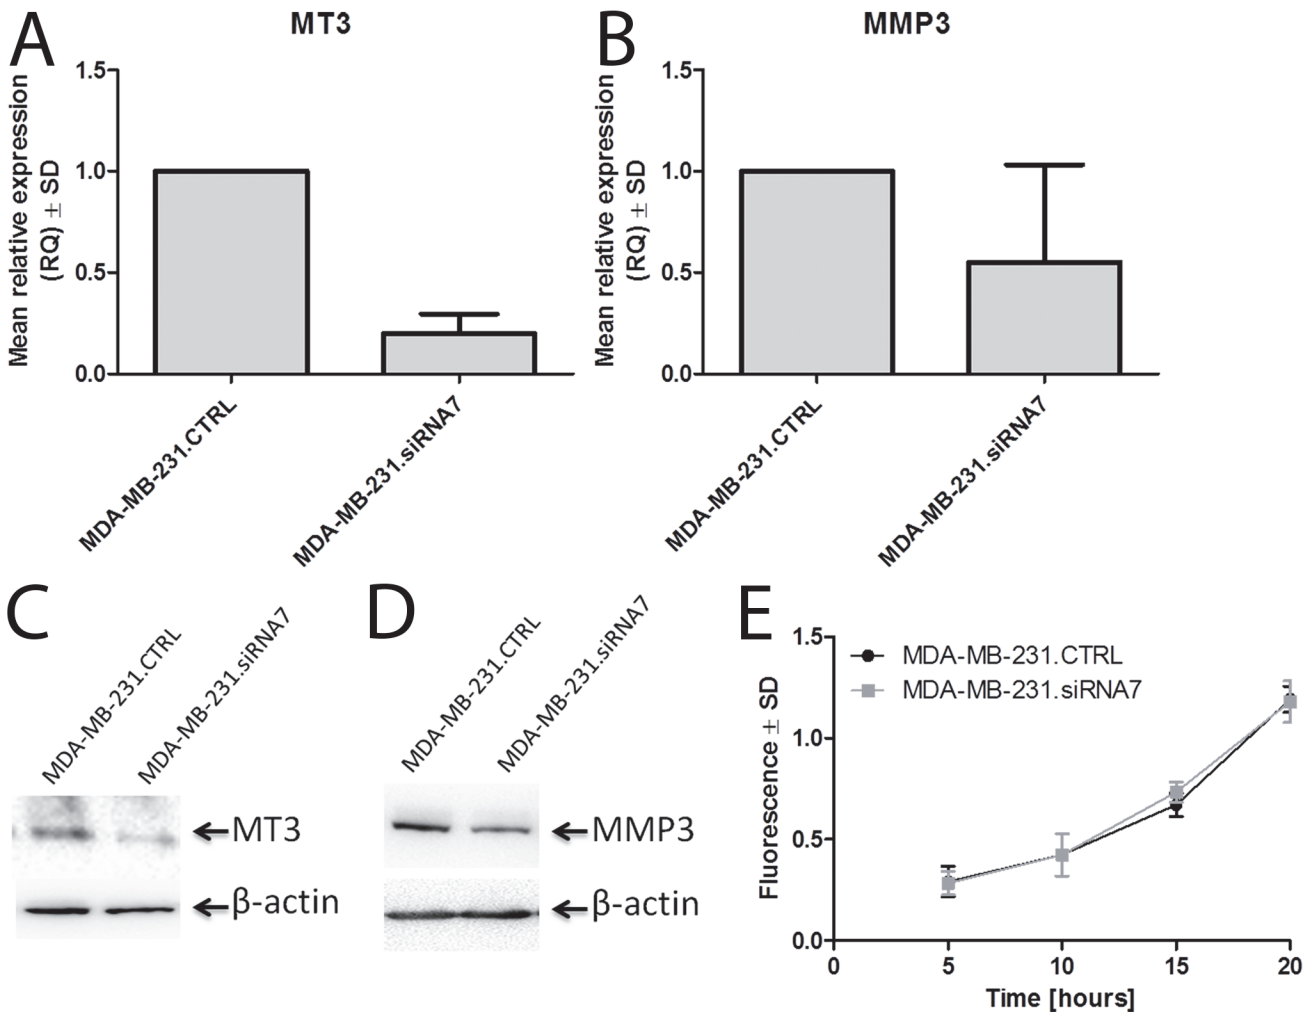 A
MT3
Mean relative expression
(RQ) ± SD
1.5
1.0
0.5
0.0
MDA-MB-231.CTRL
MDA-MB-231.siRNA7
B
MMP3
Mean relative expression
(RQ) ± SD
1.5
1.0
0.5
0.0
MDA-MB-231.CTRL
MDA-MB-231.siRNA7
C
MDA-MB-231.CTRL
MDA-MB-231.siRNA7
MT3
β-actin
D
MDA-MB-231.CTRL
MDA-MB-231.siRNA7
MMP3
β-actin
E
Fluorescence ± SD
1.5
1.0
0.5
0.0
MDA-MB-231.CTRL
MDA-MB-231.siRNA7
0 5 10 15 20
Time [hours]